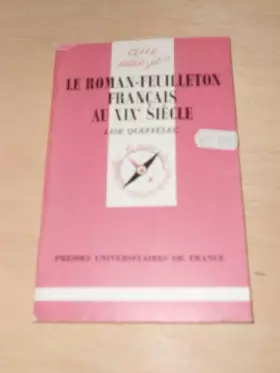 Que
sais-je?
LE ROMAN-FEUILLETON
FRANÇAIS
AU XIXᵉ SIÈCLE
LISE QUEFFÉLEC
PRESSES UNIVERSITAIRES DE FRANCE